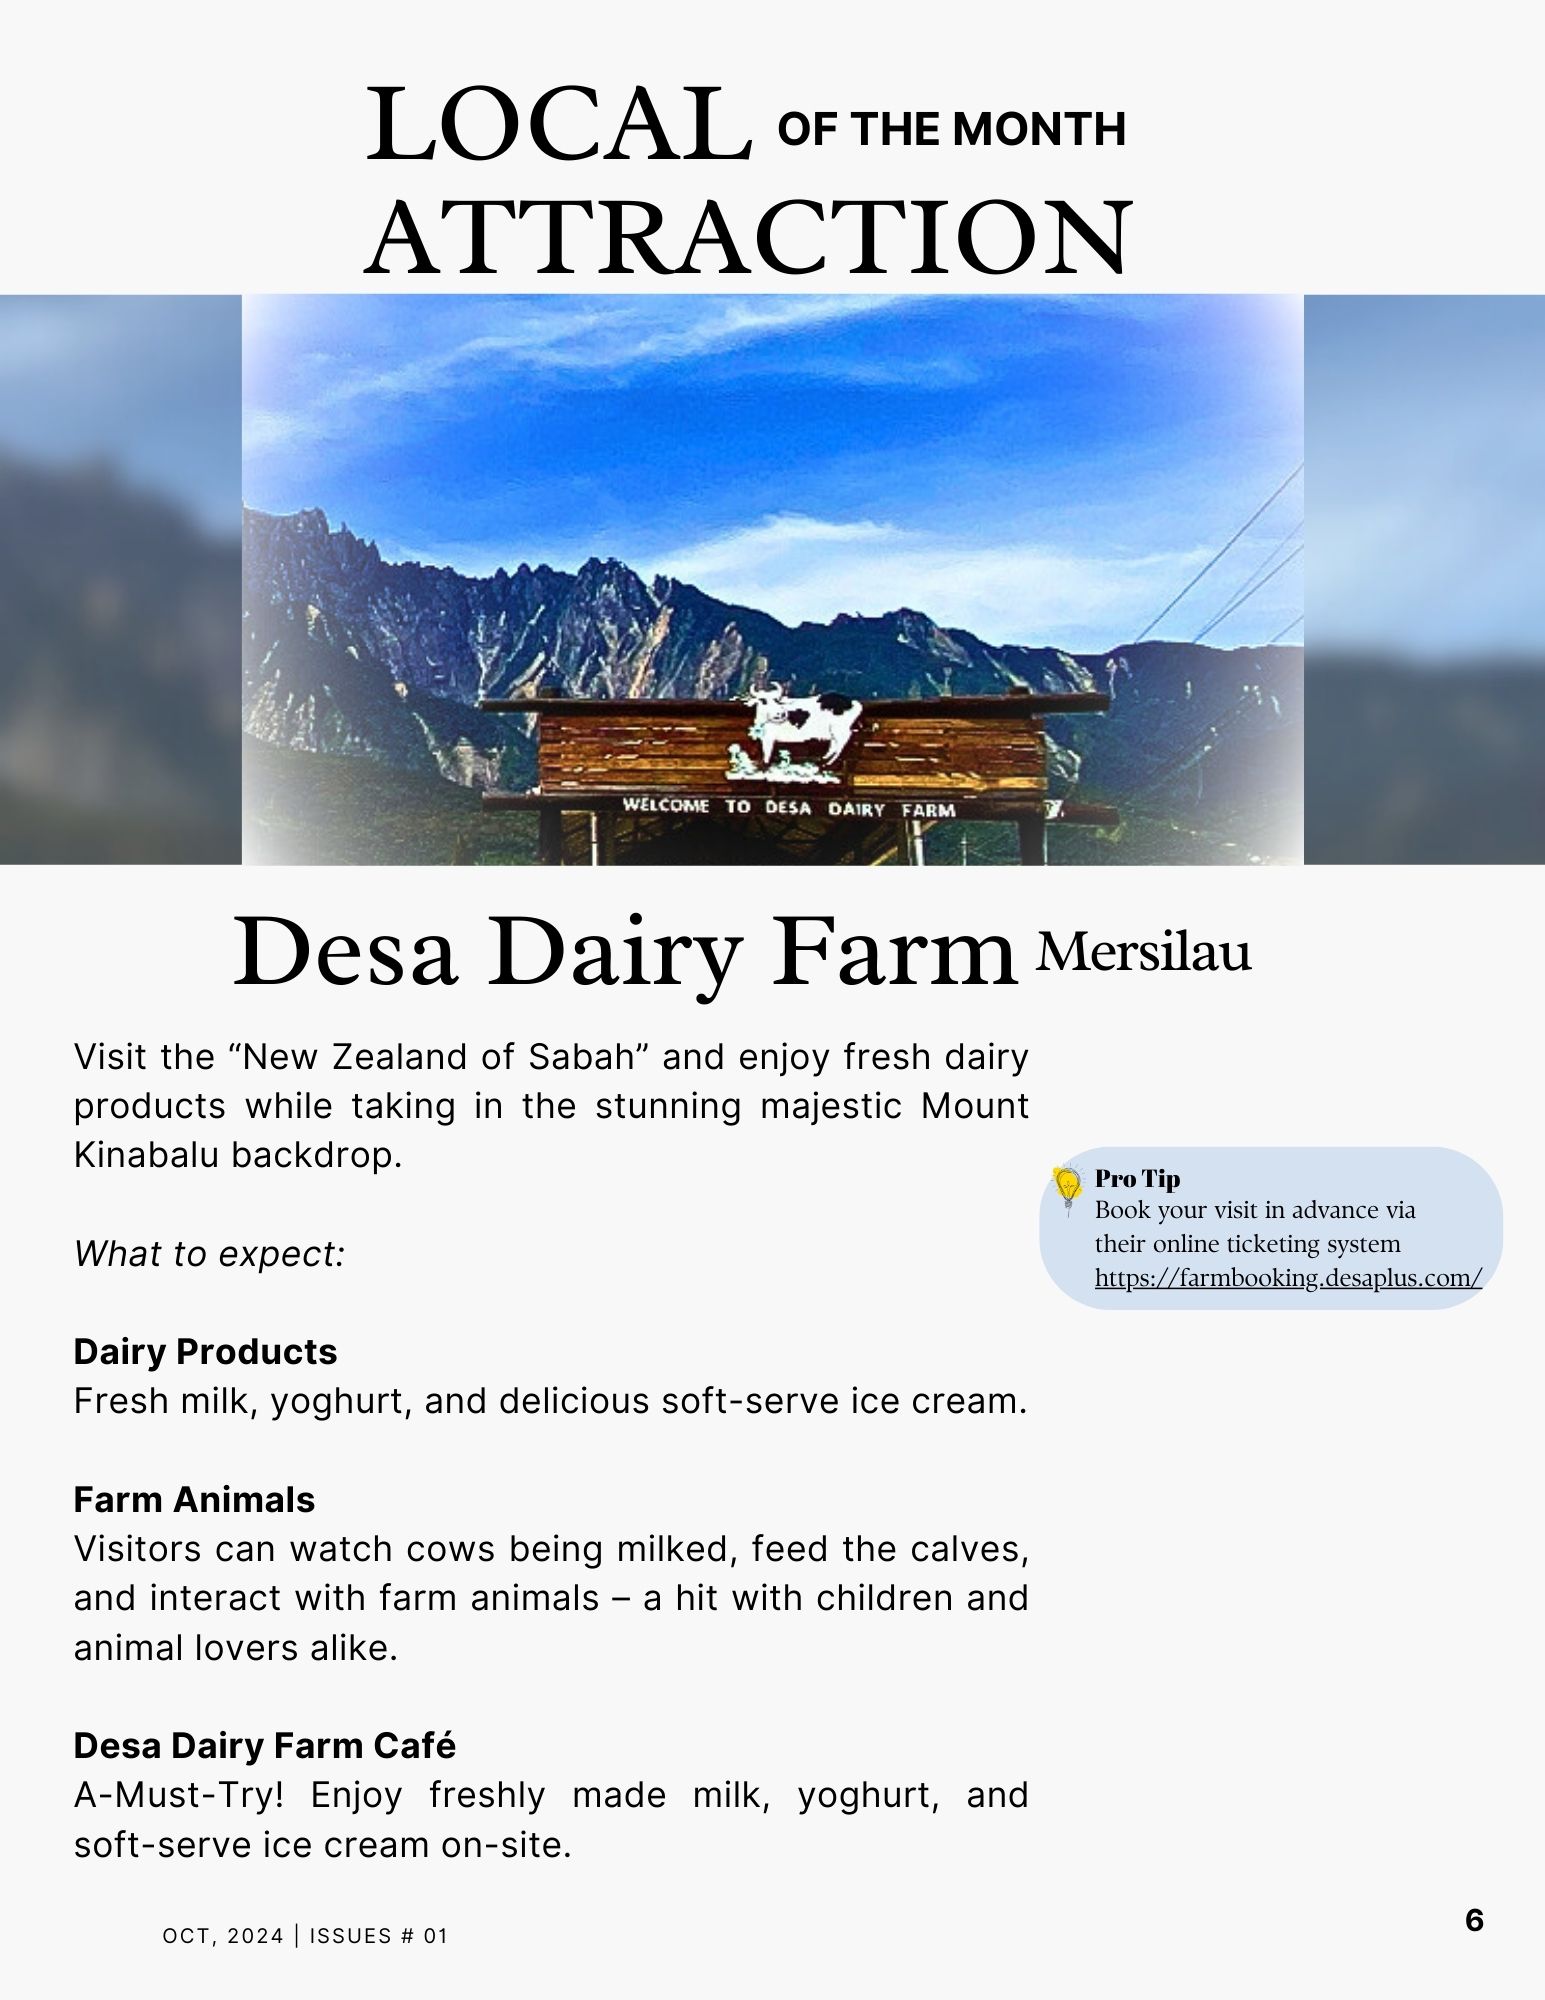 LOCAL OF THE MONTH
ATTRACTION
WELCOME TO DESA DAIRY FARM
Desa Dairy Farm Mersilau
Visit the “New Zealand of Sabah” and enjoy fresh dairy
products while taking in the stunning majestic Mount
Kinabalu backdrop.
What to expect:
Dairy Products
Fresh milk, yoghurt, and delicious soft-serve ice cream.
Farm Animals
Visitors can watch cows being milked, feed the calves,
and interact with farm animals – a hit with children and
animal lovers alike.
Desa Dairy Farm Café
A-Must-Try! Enjoy freshly made milk, yoghurt, and
soft-serve ice cream on-site.
Pro Tip
Book your visit in advance via
their online ticketing system
https://farmbooking.desaplus.com/
OCT, 2024 | ISSUES # 01
6